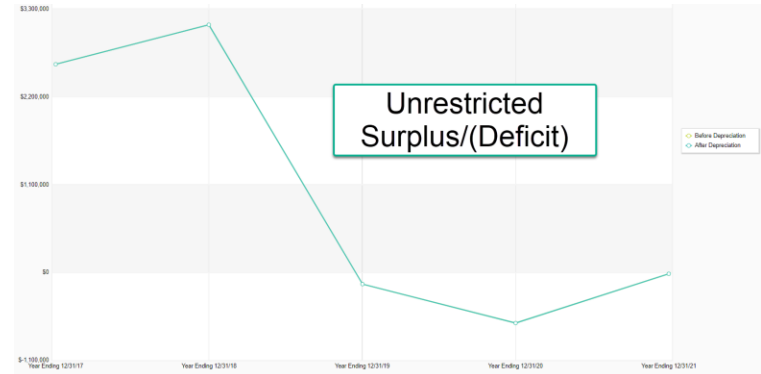 $3,300,000
$2,200,000
$1,100,000
$0
$-1,100,000
Unrestricted
Surplus/(Deficit)
Before Depreciation
After Depreciation
Year Ending 12/31/17
Year Ending 12/31/18
Year Ending 12/31/19
Year Ending 12/31/20
Year Ending 12/31/21